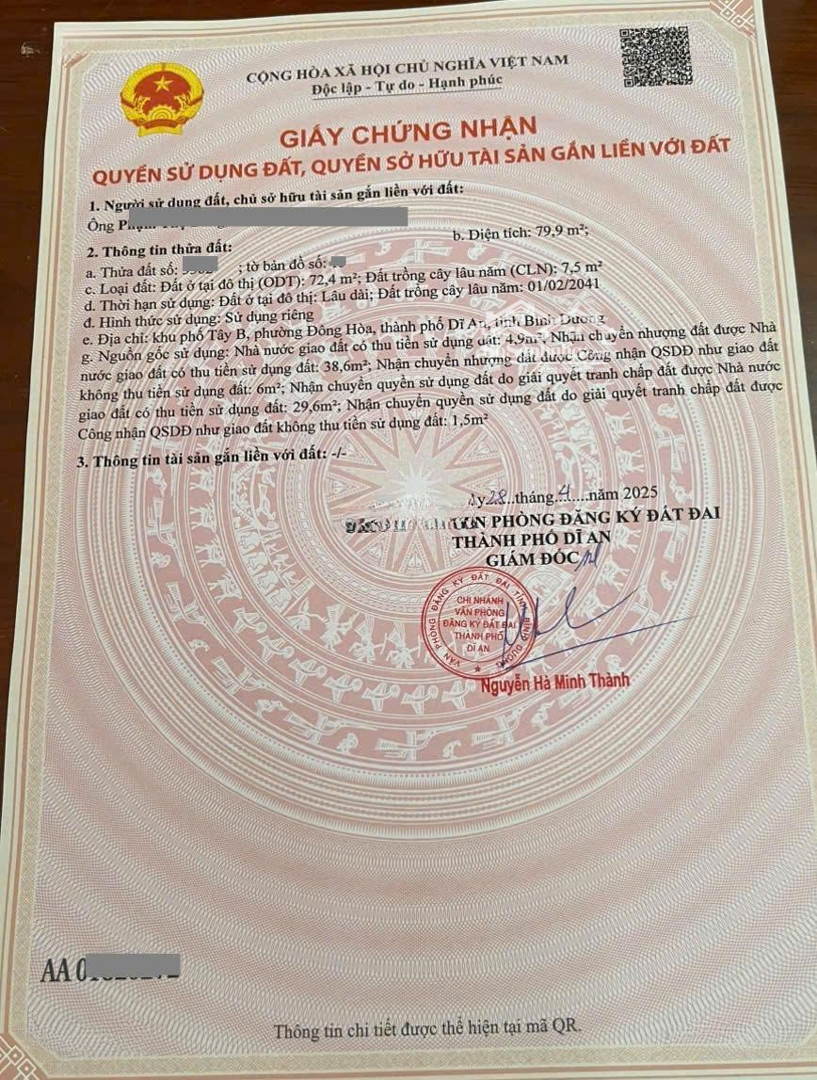 CỘNG HÒA XÃ HỘI CHỦ NGHĨA VIỆT NAM
Độc lập - Tự do - Hạnh phúc
GIẤY CHỨNG NHẬN
QUYỀN SỬ DỤNG ĐẤT, QUYỀN SỞ HỮU TÀI SẢN GẮN LIỀN VỚI ĐẤT
1. Người sử dụng đất, chủ sở hữu tài sản gắn liền với đất:
Ông
2. Thông tin thửa đất:
a. Thửa đất số: ; tờ bản đồ số: b. Diện tích: 79,9 m²;
c. Loại đất: Đất ở tại đô thị (ODT): 72,4 m²; Đất trồng cây lâu năm (CLN): 7,5 m²
d. Thời hạn sử dụng: Đất ở tại đô thị: Lâu dài; Đất trồng cây lâu năm: 01/02/2041
đ. Hình thức sử dụng: Sử dụng riêng
e. Địa chỉ: khu phố Tây B, phường Đông Hòa, thành phố Dĩ An, tỉnh Bình Dương
g. Nguồn gốc sử dụng: Nhà nước giao đất có thu tiền sử dụng đất: 4,9m²; Nhận chuyển nhượng đất được Nhà
nước giao đất có thu tiền sử dụng đất: 38,6m²; Nhận chuyển nhượng đất được Công nhận QSDĐ như giao đất
không thu tiền sử dụng đất: 6m²; Nhận chuyển quyền sử dụng đất do giải quyết tranh chấp đất được Nhà nước
giao đất có thu tiền sử dụng đất: 29,6m²; Nhận chuyển quyền sử dụng đất do giải quyết tranh chấp đất được
Công nhận QSDĐ như giao đất không thu tiền sử dụng đất: 1,5m²
3. Thông tin tài sản gắn liền với đất: -/-
28..tháng.4....năm 2025
VĂN PHÒNG ĐĂNG KÝ ĐẤT ĐAI
THÀNH PHỐ DĨ AN
GIÁM ĐỐC
VĂN PHÒNG ĐĂNG KÝ ĐẤT ĐAI TỈNH BÌNH DƯƠNG
CHI NHÁNH
VĂN PHÒNG
ĐĂNG KÝ ĐẤT ĐAI
THÀNH PHỐ
DĨ AN
Nguyễn Hà Minh Thành
AA 0
Thông tin chi tiết được thể hiện tại mã QR.